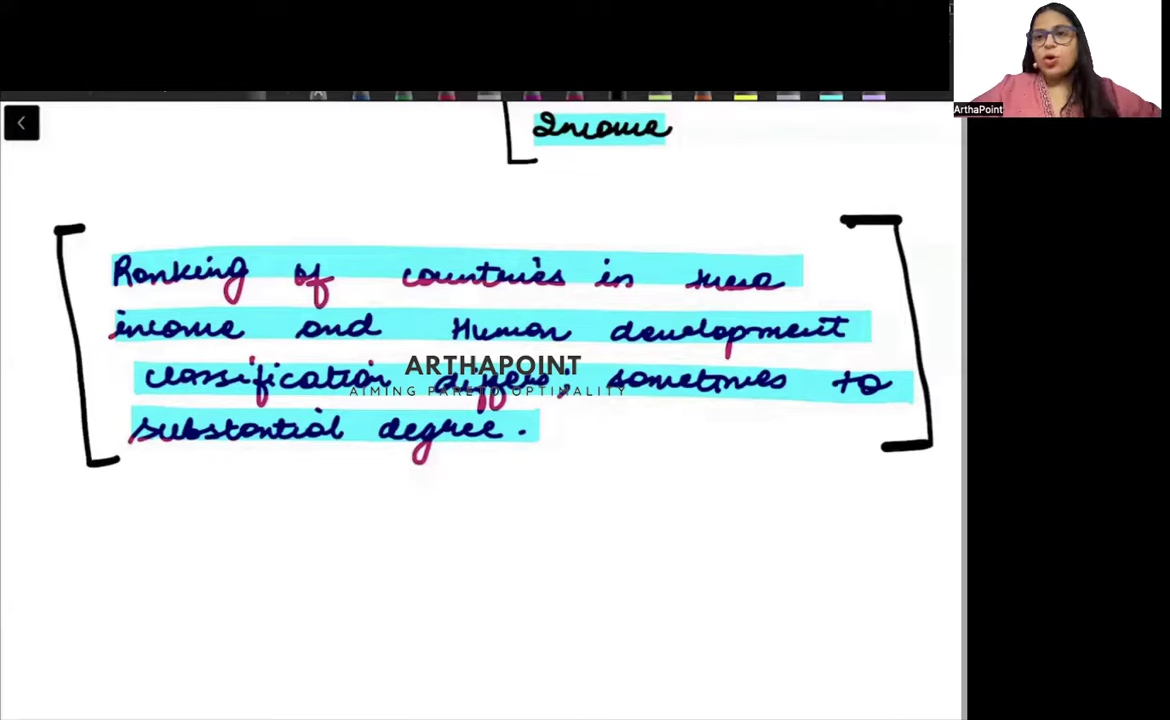 ArthaPoint
Income
Ranking of countries in
income and Human development
classification differs; sometimes to
ARTHAPOINT
AIMING PARETO OPTIMALITY
substantial degree.